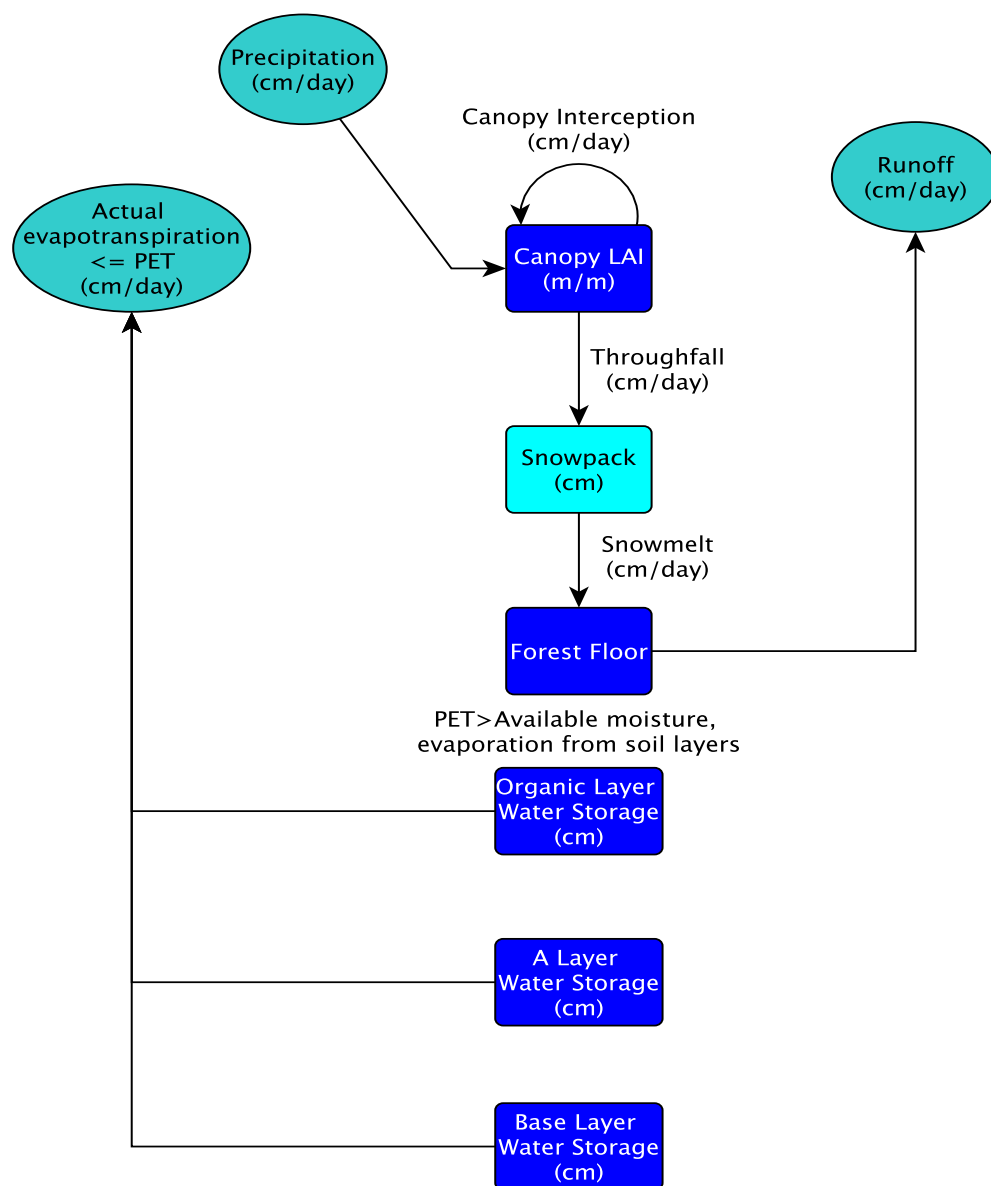 Precipitation
(cm/day)
Canopy Interception
(cm/day)
Runoff
(cm/day)
Actual
evapotranspiration
<= PET
(cm/day)
Canopy LAI
(m/m)
Throughfall
(cm/day)
Snowpack
(cm)
Snowmelt
(cm/day)
Forest Floor
PET>Available moisture,
evaporation from soil layers
Organic Layer
Water Storage
(cm)
A Layer
Water Storage
(cm)
Base Layer
Water Storage
(cm)